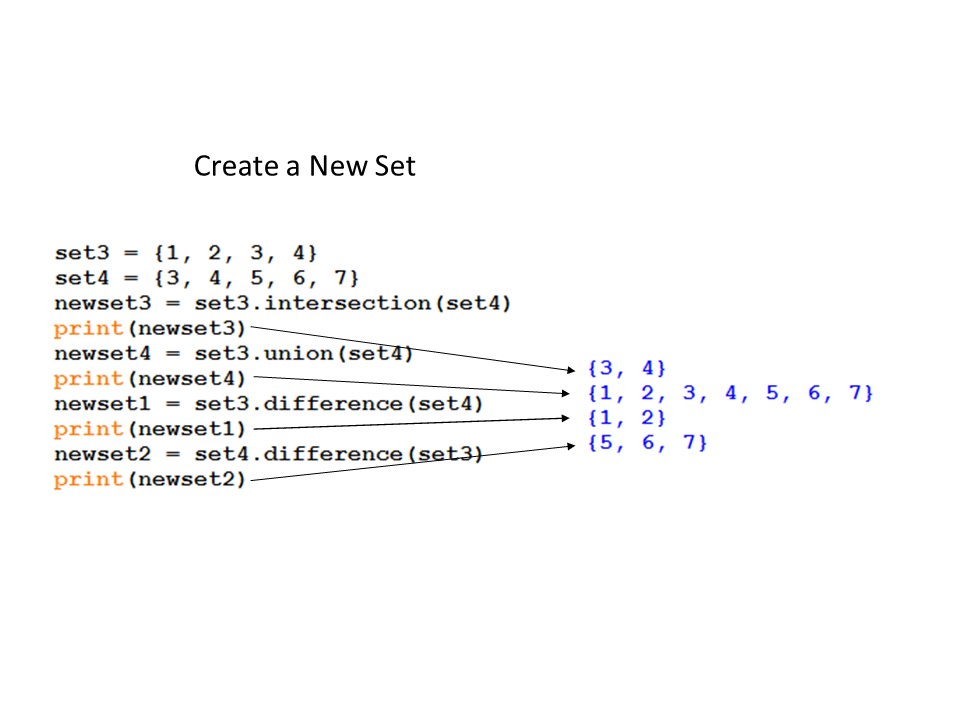 Create a New Set
set3 = {1, 2, 3, 4}
set4 = {3, 4, 5, 6, 7}
newset3 = set3.intersection(set4)
print(newset3)
newset4 = set3.union(set4)
print(newset4)
newset1 = set3.difference(set4)
print(newset1)
newset2 = set4.difference(set3)
print(newset2)
{3, 4}
{1, 2, 3, 4, 5, 6, 7}
{1, 2}
{5, 6, 7}